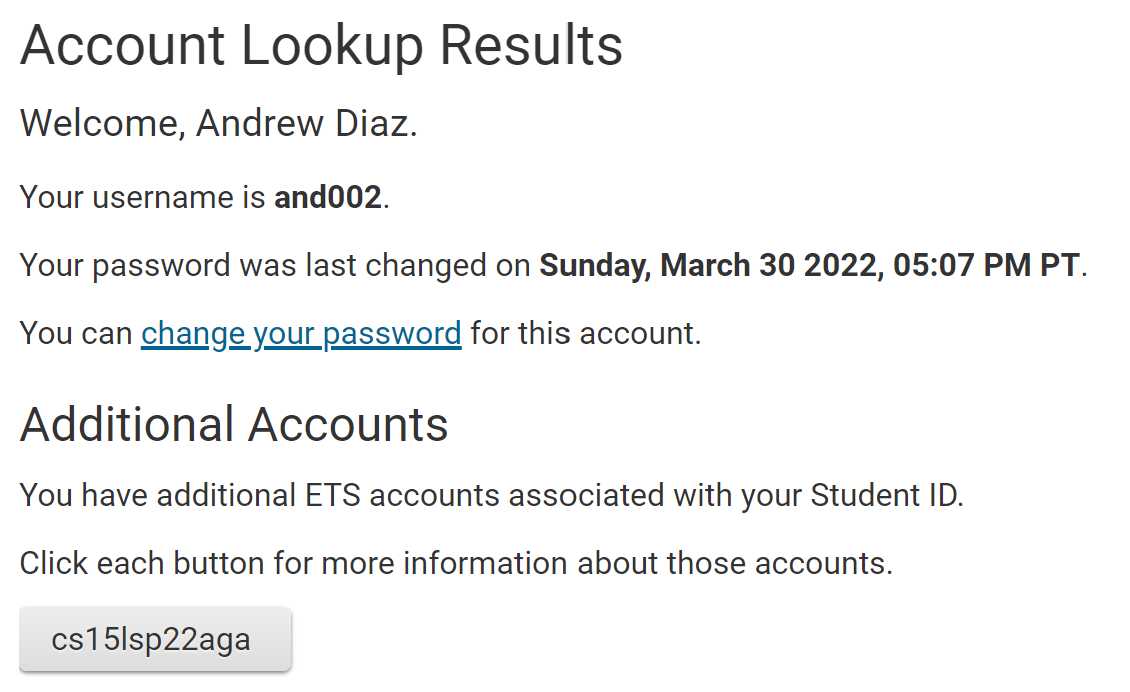 Account Lookup Results
Welcome, Andrew Diaz.
Your username is and002.
Your password was last changed on Sunday, March 30 2022, 05:07 PM PT.
You can change your password for this account.
Additional Accounts
You have additional ETS accounts associated with your Student ID.
Click each button for more information about those accounts.
cs15lsp22aga